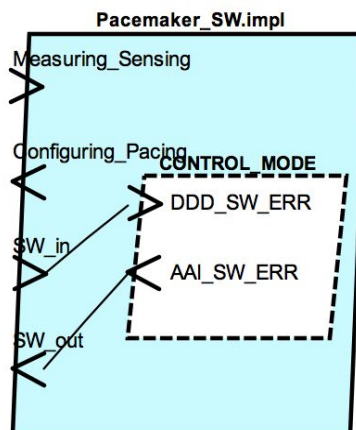 Pacemaker_SW.impl
Measuring_Sensing
Configuring_Pacing
CONTROL_MODE
DDD_SW_ERR
SW_in
AAI_SW_ERR
SW_out